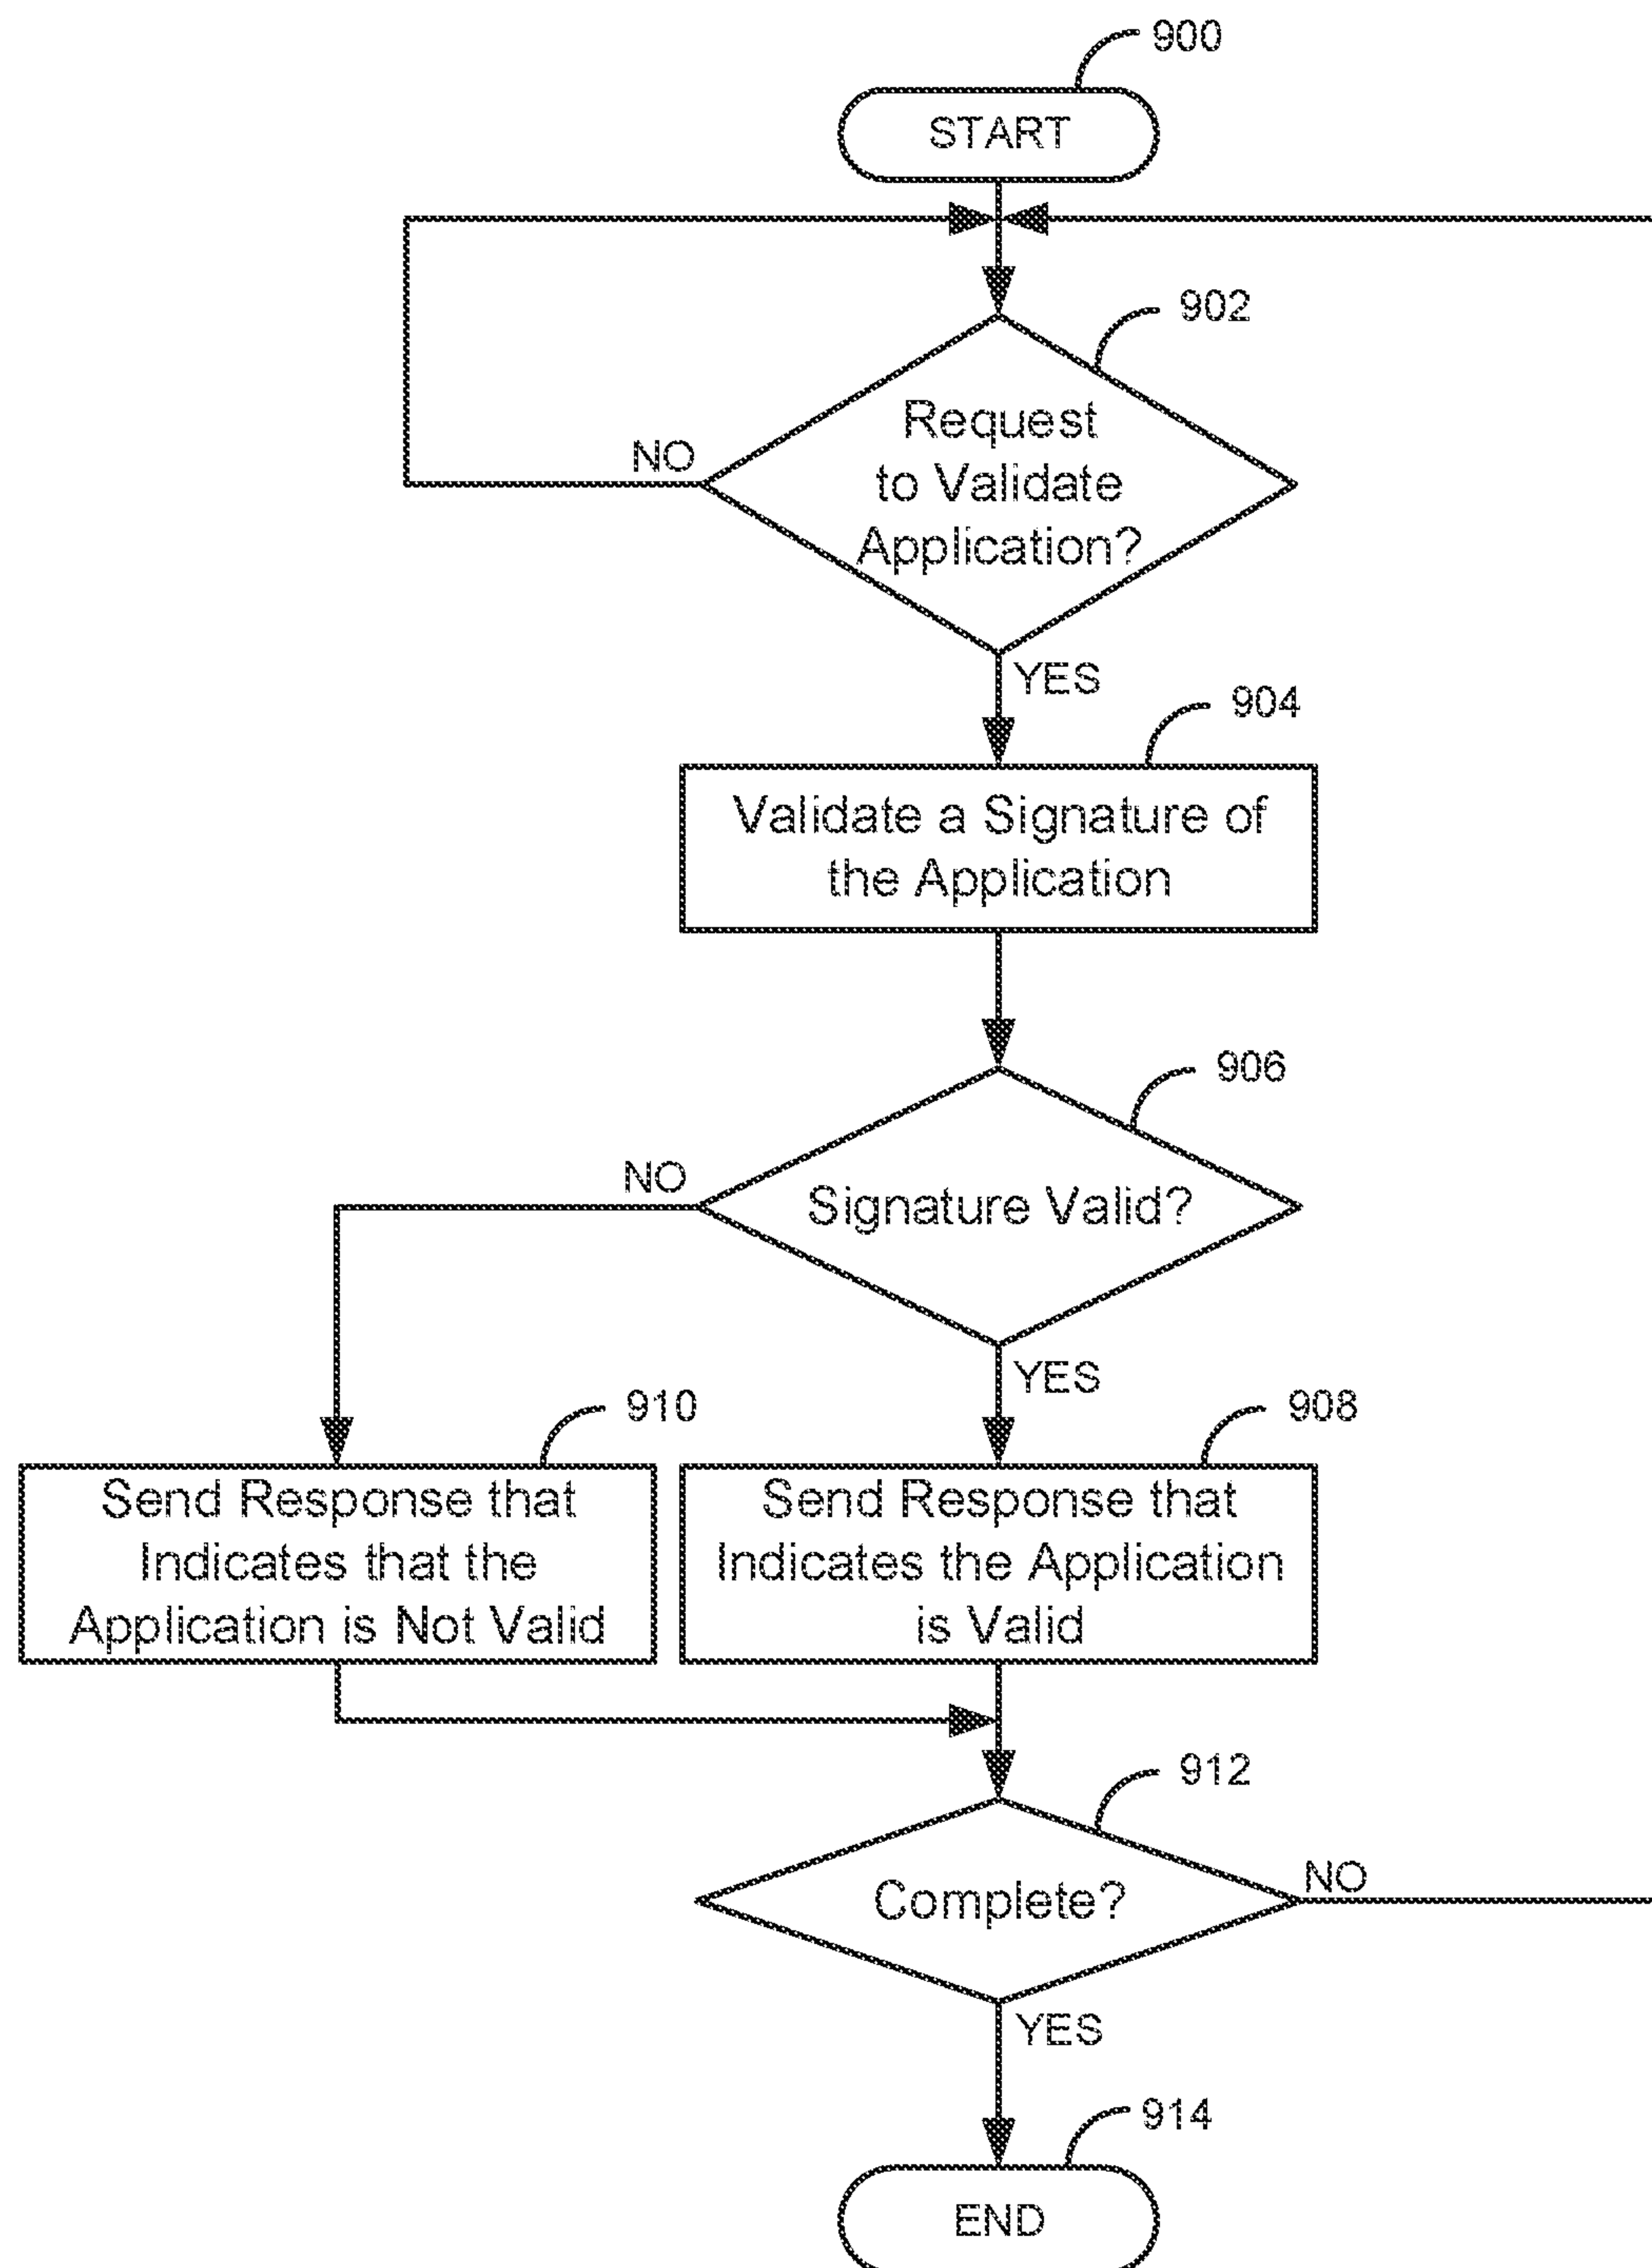 900
START
902
Request
to Validate
Application?
NO
YES
904
Validate a Signature of
the Application
906
NO
Signature Valid?
YES
910
908
Send Response that
Indicates that the
Application is Not Valid
Send Response that
Indicates the Application
is Valid
912
Complete?
NO
YES
914
END